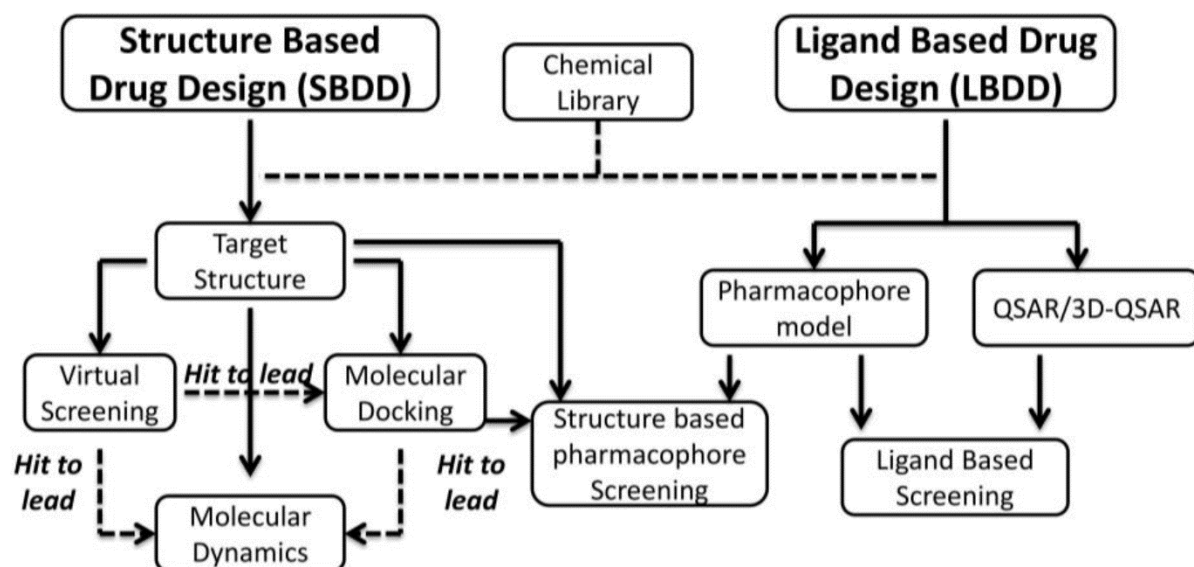 Structure Based
Drug Design (SBDD)
Chemical
Library
Ligand Based Drug
Design (LBDD)
Target
Structure
Pharmacophore
model
QSAR/3D-QSAR
Virtual
Screening
Hit to lead
Molecular
Docking
Structure based
pharmacophore
Screening
Ligand Based
Screening
Hit to
lead
Hit to
lead
Molecular
Dynamics